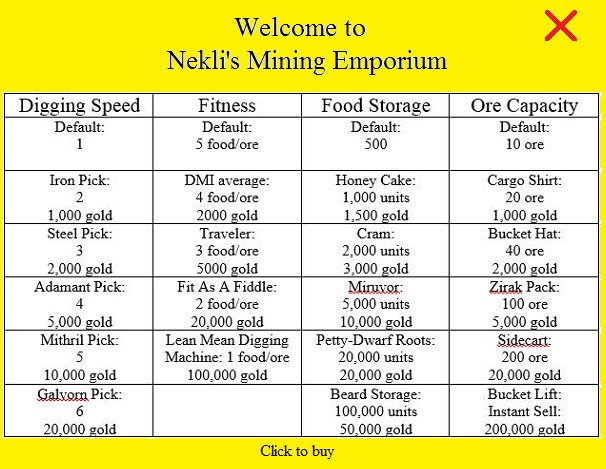 Welcome to
Nekli's Mining Emporium
Digging Speed Fitness Food Storage Ore Capacity
Default: Default: Default: Default:
1 5 food/ore 500 10 ore
Iron Pick: DMI average: Honey Cake: Cargo Shirt:
2 4 food/ore 1,000 units 20 ore
1,000 gold 2000 gold 1,500 gold 1,000 gold
Steel Pick: Traveler: Cram: Bucket Hat:
3 3 food/ore 2,000 units 40 ore
2,000 gold 5000 gold 3,000 gold 2,000 gold
Adamant Pick: Fit As A Fiddle: Miruvor: Zirak Pack:
4 2 food/ore 5,000 units 100 ore
5,000 gold 20,000 gold 10,000 gold 5,000 gold
Mithril Pick: Lean Mean Digging Petty-Dwarf Roots: Sidecart:
5 Machine: 1 food/ore 20,000 units 200 ore
10,000 gold 100,000 gold 20,000 gold 20,000 gold
Galvorn Pick: Beard Storage: Bucket Lift:
6 100,000 units Instant Sell:
20,000 gold 50,000 gold 200,000 gold
Click to buy